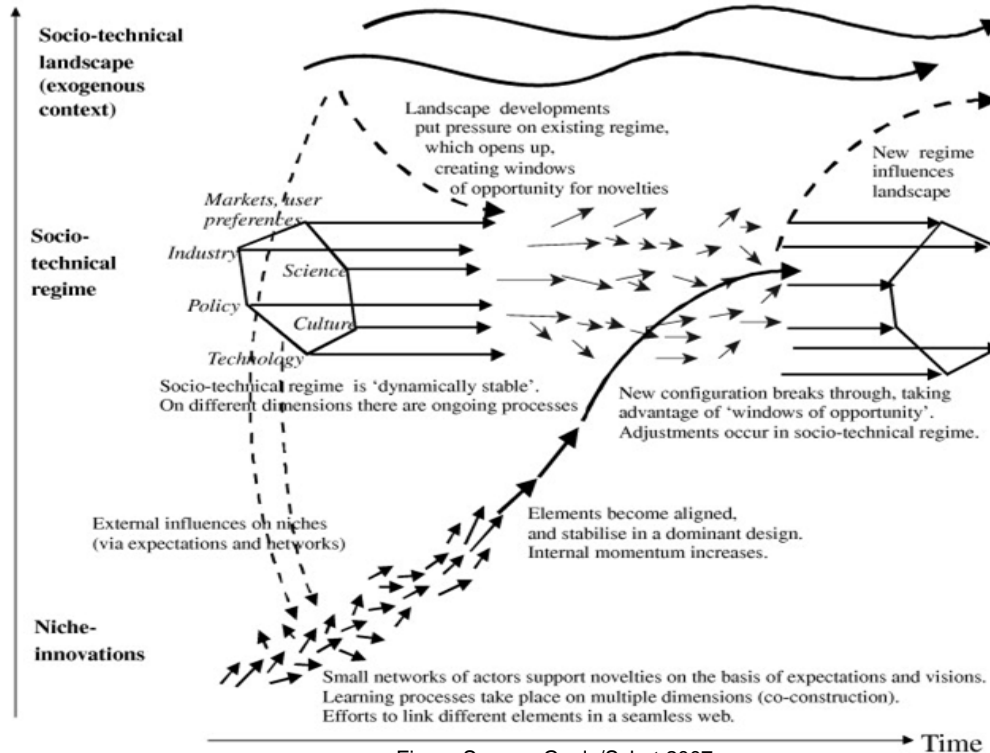 Socio-technical
landscape
(exogenous
context)
Landscape developments
put pressure on existing regime,
which opens up,
creating windows
of opportunity for novelties
New regime
influences
landscape
Socio-
technical
regime
Markets, user
preferences
Industry
Science
Policy
Culture
Technology
Socio-technical regime is ‘dynamically stable’.
On different dimensions there are ongoing processes
New configuration breaks through, taking
advantage of ‘windows of opportunity’.
Adjustments occur in socio-technical regime.
External influences on niches
(via expectations and networks)
Elements become aligned,
and stabilise in a dominant design.
Internal momentum increases.
Niche-
innovations
Small networks of actors support novelties on the basis of expectations and visions.
Learning processes take place on multiple dimensions (co-construction).
Efforts to link different elements in a seamless web.
Time